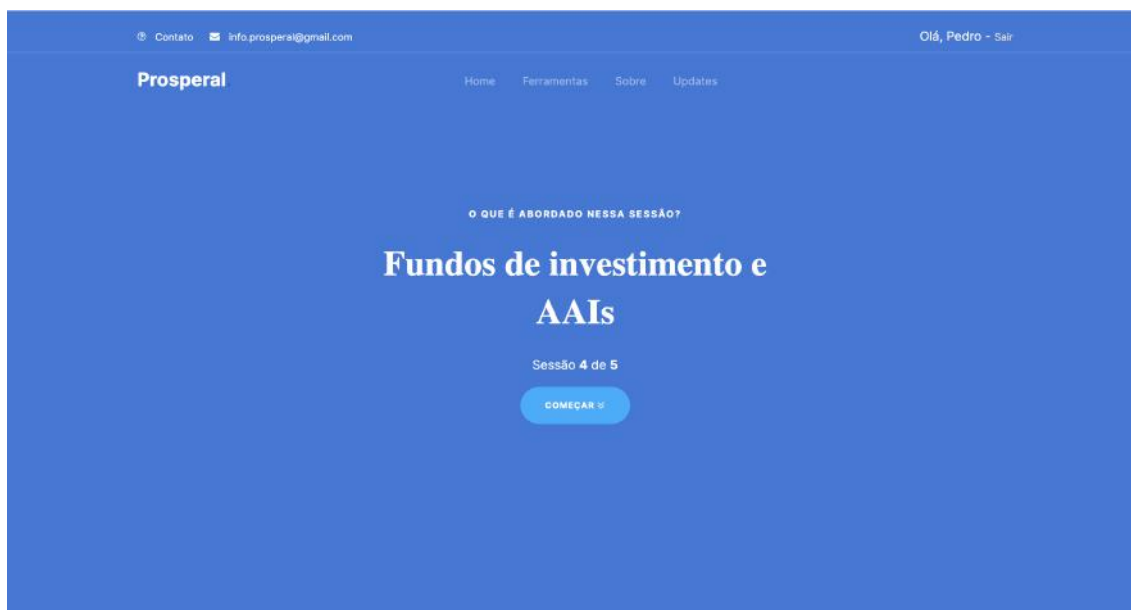 Contato info.prosperal@gmail.com Olá, Pedro - Sair
Prosperal Home Ferramentas Sobre Updates
O QUE É ABORDADO NESSA SESSÃO?
Fundos de investimento e
AAIs
Sessão 4 de 5
COMEÇAR